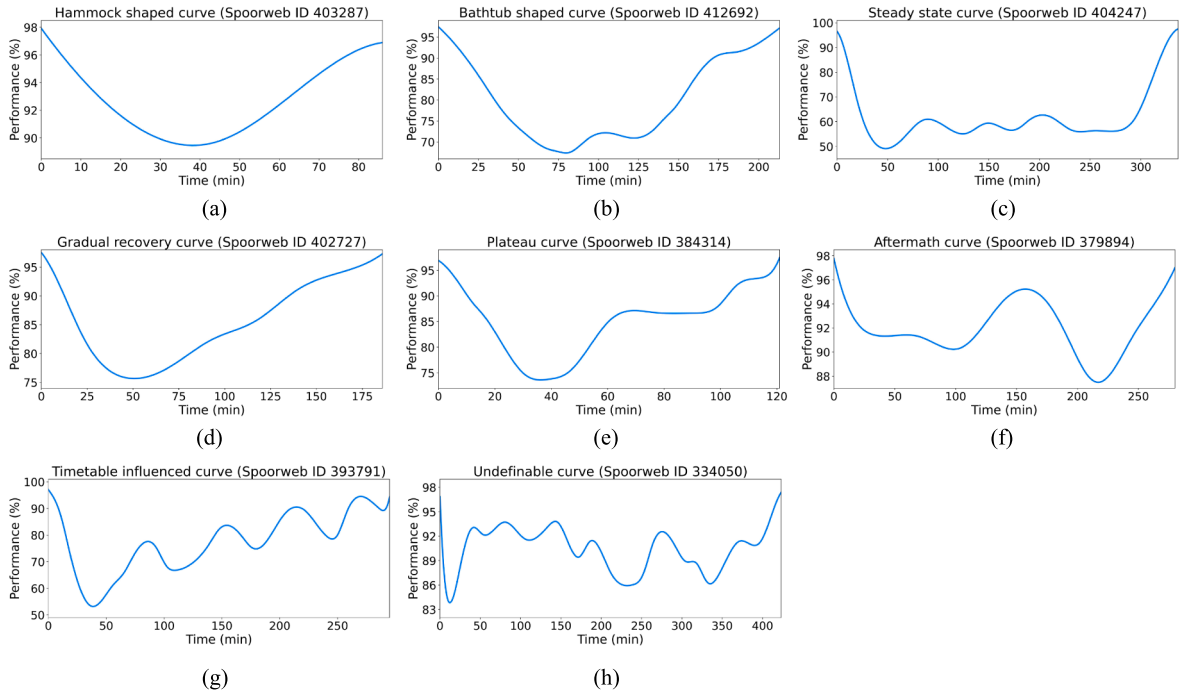 Hammock shaped curve (Spoorweb ID 403287)
98
96
94
92
90
Performance (%)
0 10 20 30 40 50 60 70 80
Time (min)
(a)
Bathtub shaped curve (Spoorweb ID 412692)
95
90
85
80
75
70
Performance (%)
0 25 50 75 100 125 150 175 200
Time (min)
(b)
Steady state curve (Spoorweb ID 404247)
100
90
80
70
60
50
Performance (%)
0 50 100 150 200 250 300
Time (min)
(c)
Gradual recovery curve (Spoorweb ID 402727)
95
90
85
80
75
Performance (%)
0 25 50 75 100 125 150 175
Time (min)
(d)
Plateau curve (Spoorweb ID 384314)
95
90
85
80
75
Performance (%)
0 20 40 60 80 100 120
Time (min)
(e)
Aftermath curve (Spoorweb ID 379894)
98
96
94
92
90
88
Performance (%)
0 50 100 150 200 250
Time (min)
(f)
Timetable influenced curve (Spoorweb ID 393791)
100
90
80
70
60
50
Performance (%)
0 50 100 150 200 250
Time (min)
(g)
Undefinable curve (Spoorweb ID 334050)
98
95
92
89
86
83
Performance (%)
0 50 100 150 200 250 300 350 400
Time (min)
(h)